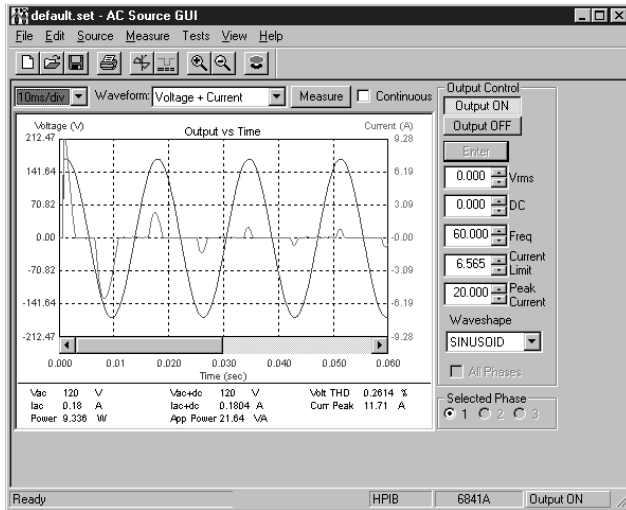 default.set - AC Source GUI
File Edit Source Measure Tests View Help
10ms/div Waveform: Voltage + Current Measure Continuous
Output Control
Output ON
Output OFF
Enter
0.000 Vrms
0.000 DC
60.000 Freq
6.565 Current Limit
20.000 Peak Current
Waveshape
SINUSOID
All Phases
Selected Phase
1 2 3
Voltage (V) Output vs Time Current (A)
212.47 9.28
141.64 6.19
70.82 3.09
0.00 -0.00
-70.82 -3.09
-141.64 -6.19
-212.47 -9.28
0.000 0.01 0.020 0.030 0.040 0.050 0.060
Time (sec)
Vac 120 V Vac+dc 120 V Volt THD 0.2614 %
Iac 0.18 A Iac+dc 0.1804 A Curr Peak 11.71 A
Power 9.336 W App Power 21.64 VA
Ready HPIB 6841A Output ON